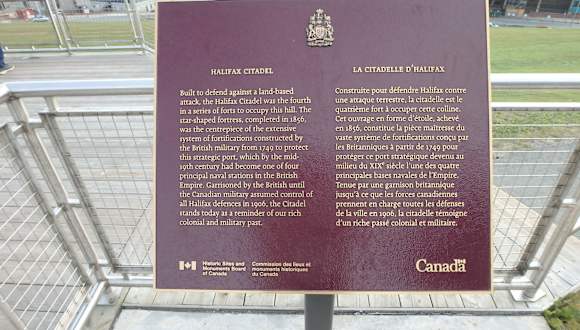 HALIFAX CITADEL
Built to defend against a land-based
attack, the Halifax Citadel was the fourth
in a series of forts to occupy this hill. The
star-shaped fortress, completed in 1856,
was the centrepiece of the extensive
system of fortifications constructed by
the British military from 1749 to protect
this strategic port, which by the mid-
19th century had become one of four
principal naval stations in the British
Empire. Garrisoned by the British until
the Canadian military assumed control of
all Halifax defences in 1906, the Citadel
stands today as a reminder of our rich
colonial and military past.
LA CITADELLE D'HALIFAX
Construite pour défendre Halifax contre
une attaque terrestre, la citadelle est le
quatrième fort à occuper cette colline.
Cet ouvrage en forme d'étoile, achevé
en 1856, constitua la pièce maîtresse du
vaste système de fortifications conçu par
les Britanniques à partir de 1749 pour
protéger ce port stratégique devenu au
milieu du XIXe siècle l'une des quatre
principales bases navales de l'Empire.
Tenue par une garnison britannique
jusqu'à ce que les forces canadiennes
prennent en charge toutes les défenses
de la ville en 1906, la citadelle témoigne
d'un riche passé colonial et militaire.
Historic Sites and
Monuments Board
of Canada
Commission des lieux et
monuments historiques
du Canada
Canada